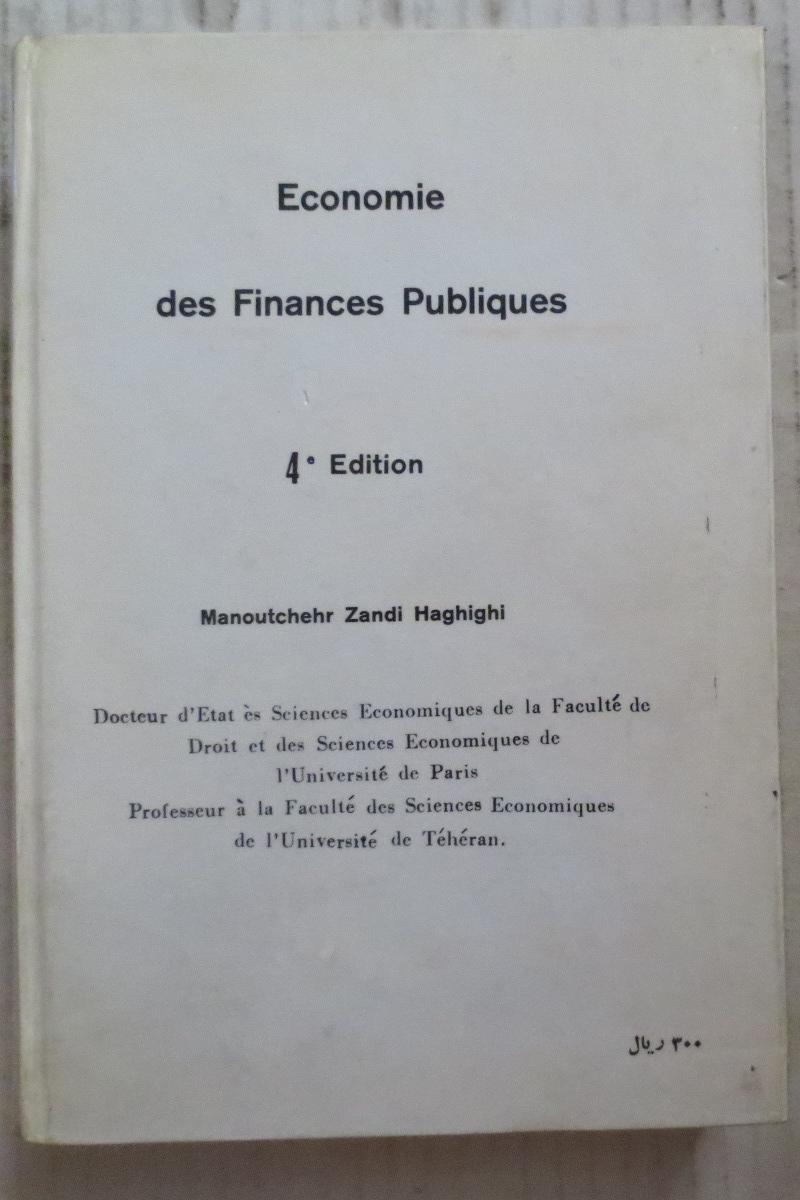 Economie
des Finances Publiques
4e Edition
Manoutchehr Zandi Haghighi
Docteur d'Etat ès Sciences Economiques de la Faculté de
Droit et des Sciences Economiques de
l'Université de Paris
Professeur à la Faculté des Sciences Economiques
de l'Université de Téhéran.
۳۰۰ ریال